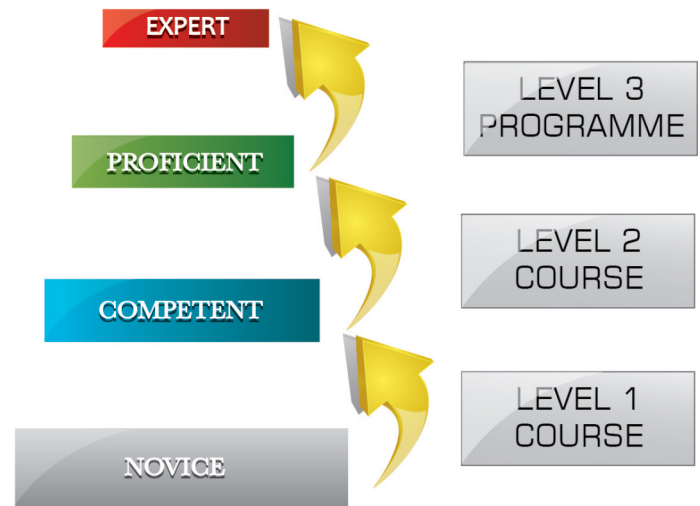 EXPERT
LEVEL 3
PROGRAMME
PROFICIENT
LEVEL 2
COURSE
COMPETENT
LEVEL 1
COURSE
NOVICE